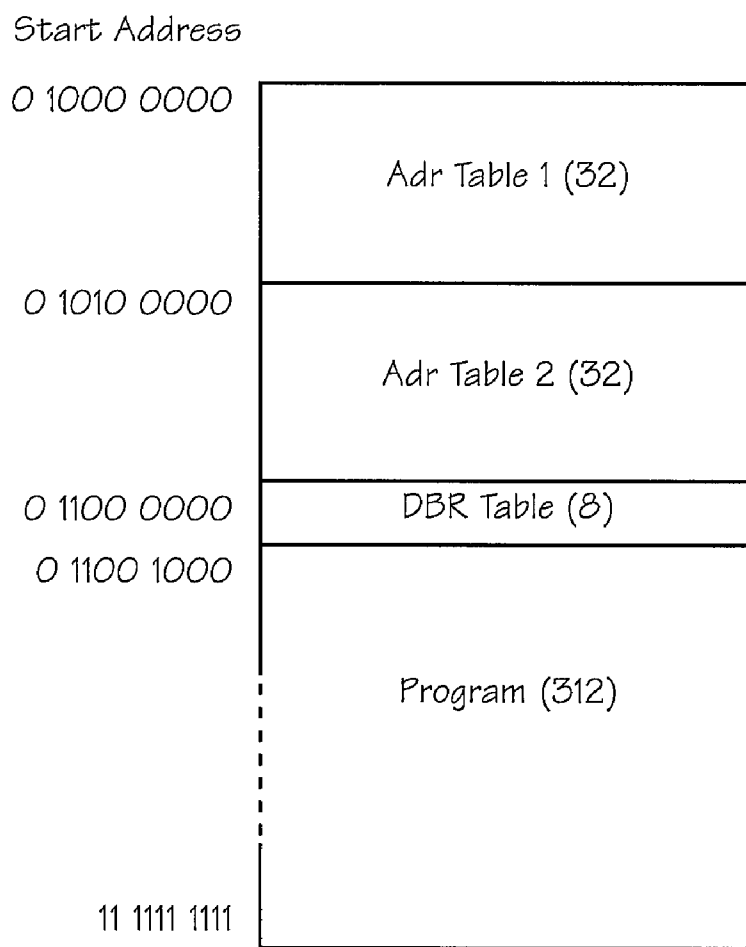 Start Address
0 1000 0000
Adr Table 1 (32)
0 1010 0000
Adr Table 2 (32)
0 1100 0000
DBR Table (8)
0 1100 1000
Program (312)
11 1111 1111